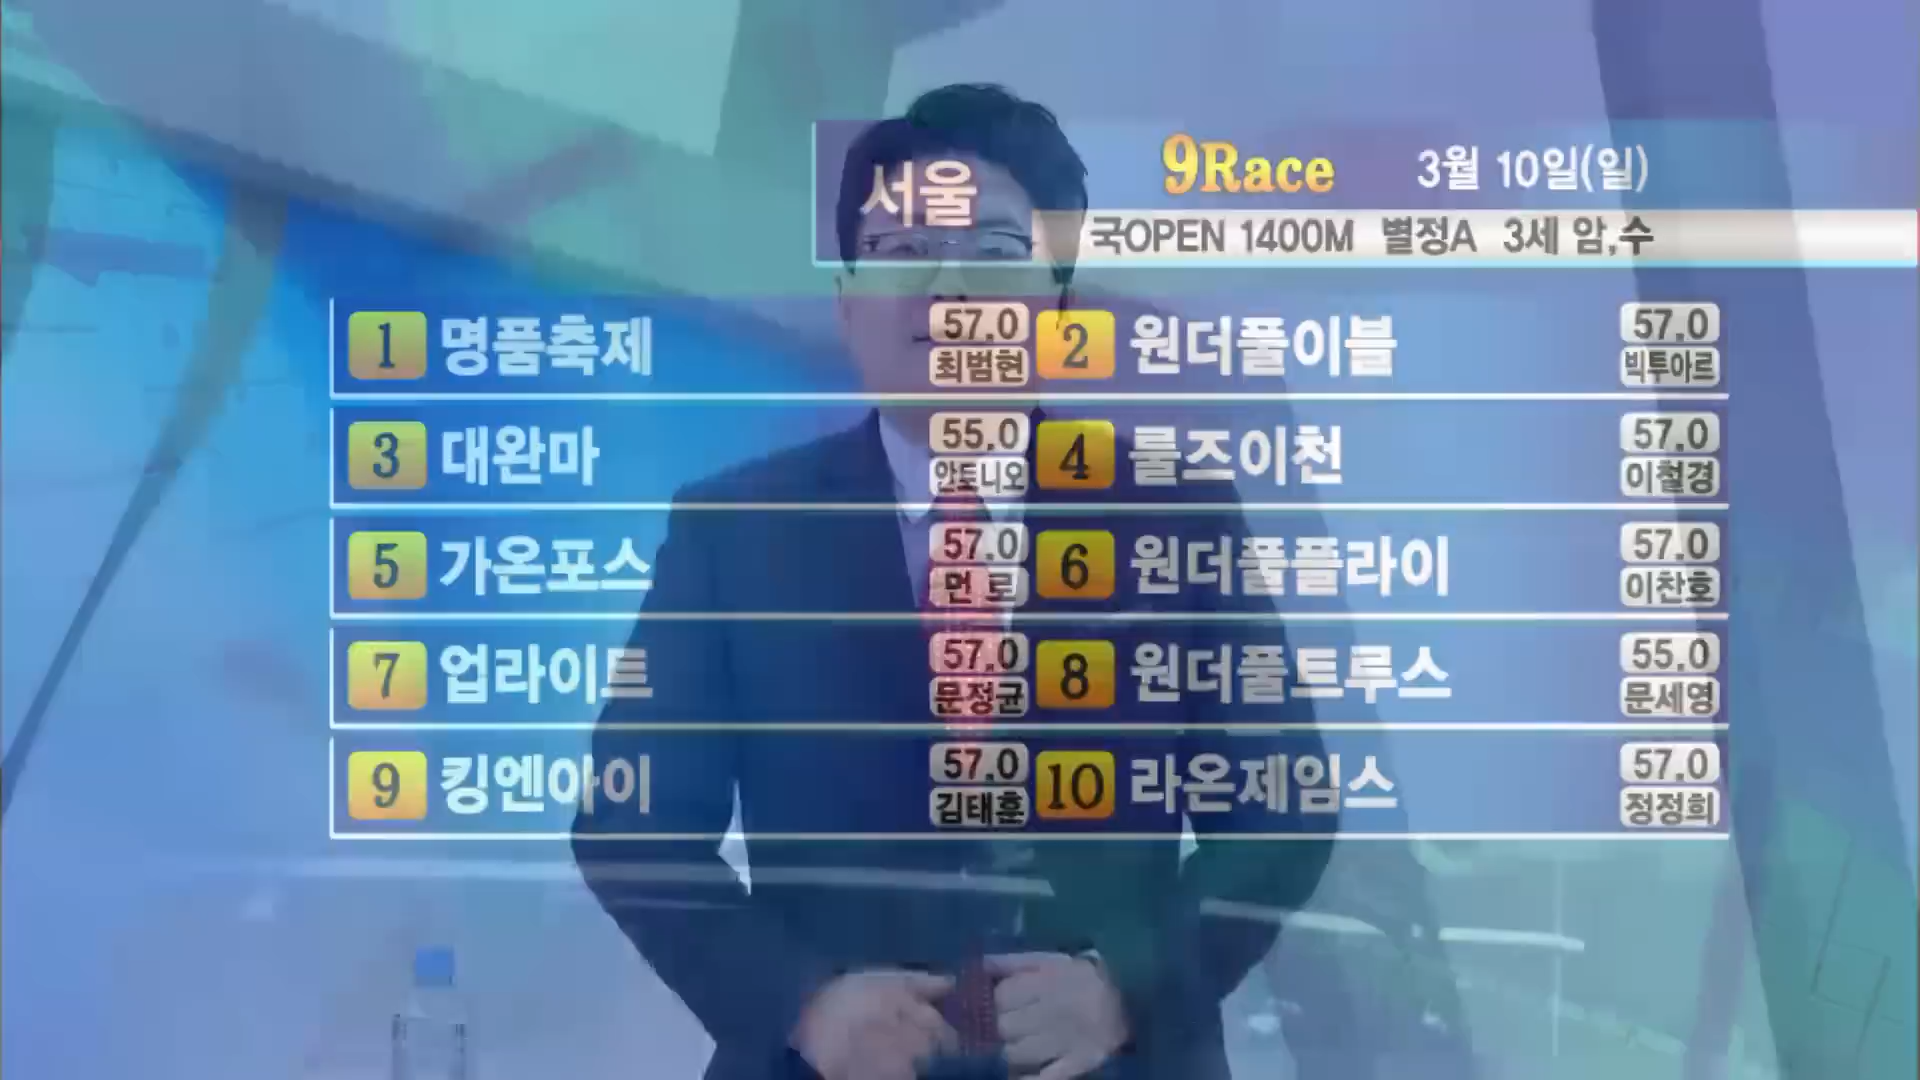 서울
9Race 3월 10일(일)
국OPEN 1400M 별정A 3세 암,수
1 명품축제 57.0 최범현
2 원더풀이블 57.0 빅투아르
3 대완마 55.0 안토니오
4 룰즈이천 57.0 이철경
5 가온포스 57.0 먼로
6 원더풀플라이 57.0 이찬호
7 업라이트 57.0 문정균
8 원더풀트루스 55.0 문세영
9 킹엔아이 57.0 김태훈
10 라온제임스 57.0 정정희